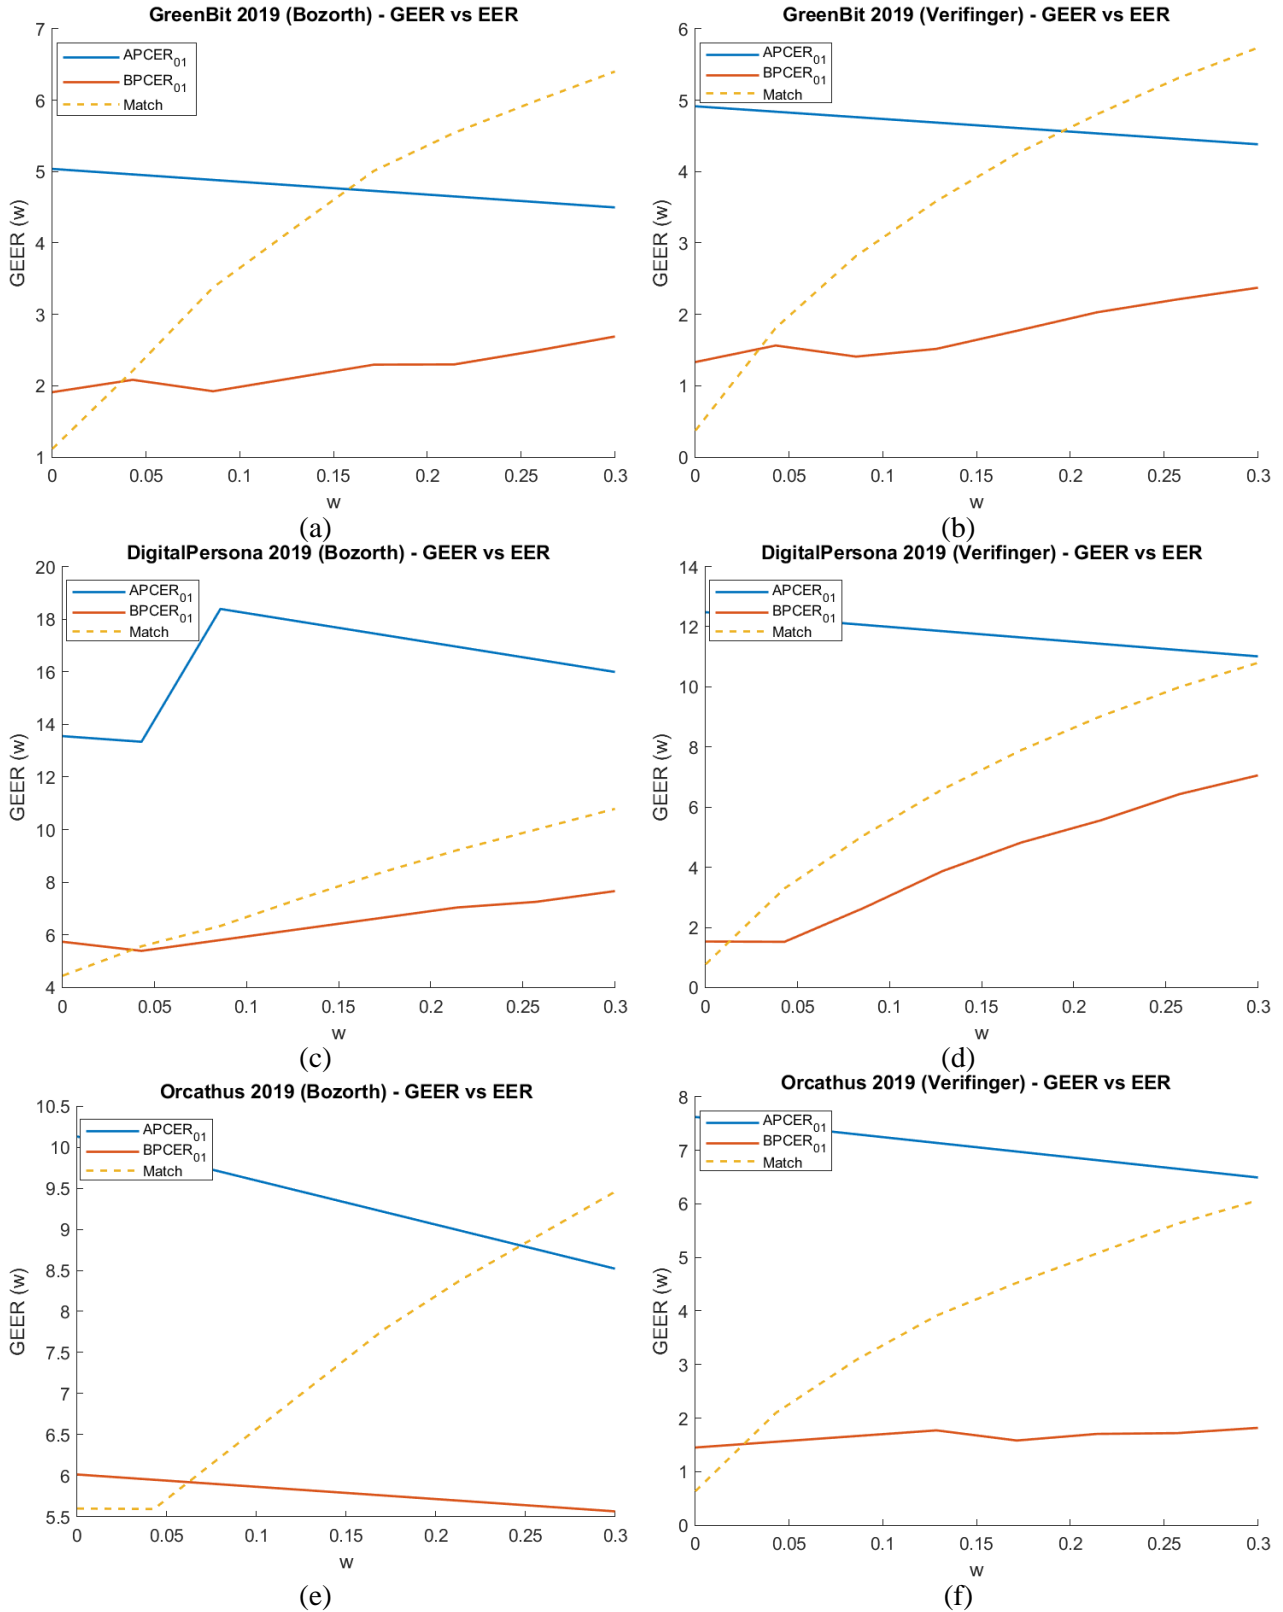 GreenBit 2019 (Bozorth) - GEER vs EER
7
6
5
4
3
2
1
GEER (w)
APCER01
BPCER01
Match
0 0.05 0.1 0.15 0.2 0.25 0.3
w
(a)
GreenBit 2019 (Verifinger) - GEER vs EER
6
5
4
3
2
1
0
GEER (w)
APCER01
BPCER01
Match
0 0.05 0.1 0.15 0.2 0.25 0.3
w
(b)
DigitalPersona 2019 (Bozorth) - GEER vs EER
20
18
16
14
12
10
8
6
4
GEER (w)
APCER01
BPCER01
Match
0 0.05 0.1 0.15 0.2 0.25 0.3
w
(c)
DigitalPersona 2019 (Verifinger) - GEER vs EER
14
12
10
8
6
4
2
0
GEER (w)
APCER01
BPCER01
Match
0 0.05 0.1 0.15 0.2 0.25 0.3
w
(d)
Orcathus 2019 (Bozorth) - GEER vs EER
10.5
10
9.5
9
8.5
8
7.5
7
6.5
6
5.5
GEER (w)
APCER01
BPCER01
Match
0 0.05 0.1 0.15 0.2 0.25 0.3
w
(e)
Orcathus 2019 (Verifinger) - GEER vs EER
8
7
6
5
4
3
2
1
0
GEER (w)
APCER01
BPCER01
Match
0 0.05 0.1 0.15 0.2 0.25 0.3
w
(f)